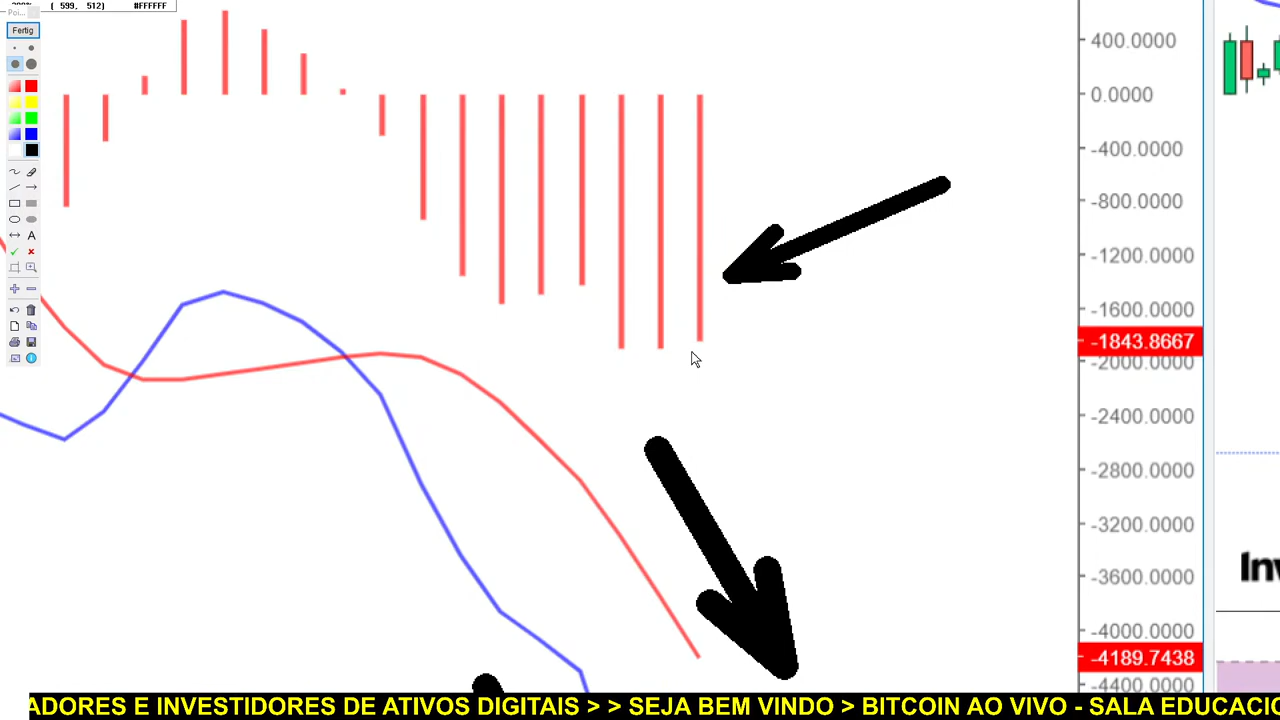 200% ( 599, 512) #FFFFFF
Poi...
Fertig
A
400.0000
0.0000
-400.0000
-800.0000
-1200.0000
-1600.0000
-1843.8667
-2000.0000
-2400.0000
-2800.0000
-3200.0000
-3600.0000
-4000.0000
-4189.7438
-4400.0000
Inv
ADORES E INVESTIDORES DE ATIVOS DIGITAIS > > SEJA BEM VINDO > BITCOIN AO VIVO - SALA EDUCACIO